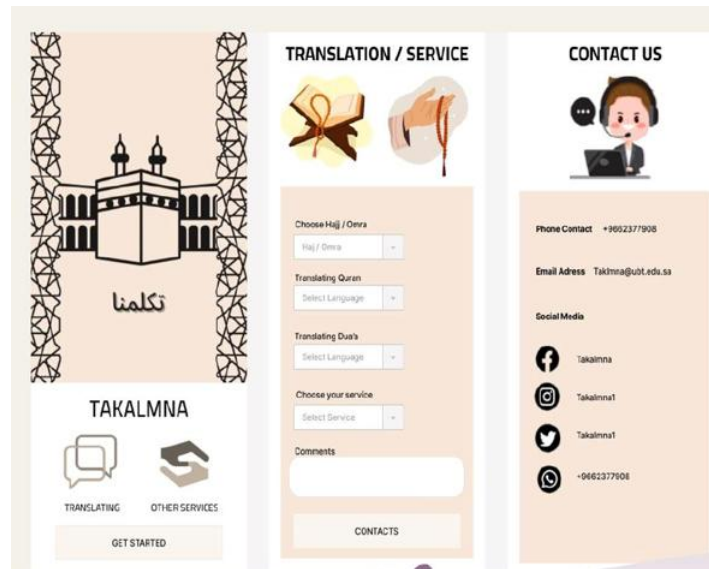 تكلمنا
TAKALMNA
TRANSLATING
OTHER SERVICES
GET STARTED
TRANSLATION / SERVICE
Choose Hajj / Omra
Haj / Omra
Translating Quran
Select Language
Translating Dua's
Select Language
Choose your service
Select Service
Comments
CONTACTS
CONTACT US
Phone Contact +9662377908
Email Adress Taklmna@ubt.edu.sa
Social Media
Takalmna
Takalmna1
Takalmna1
+9662377908